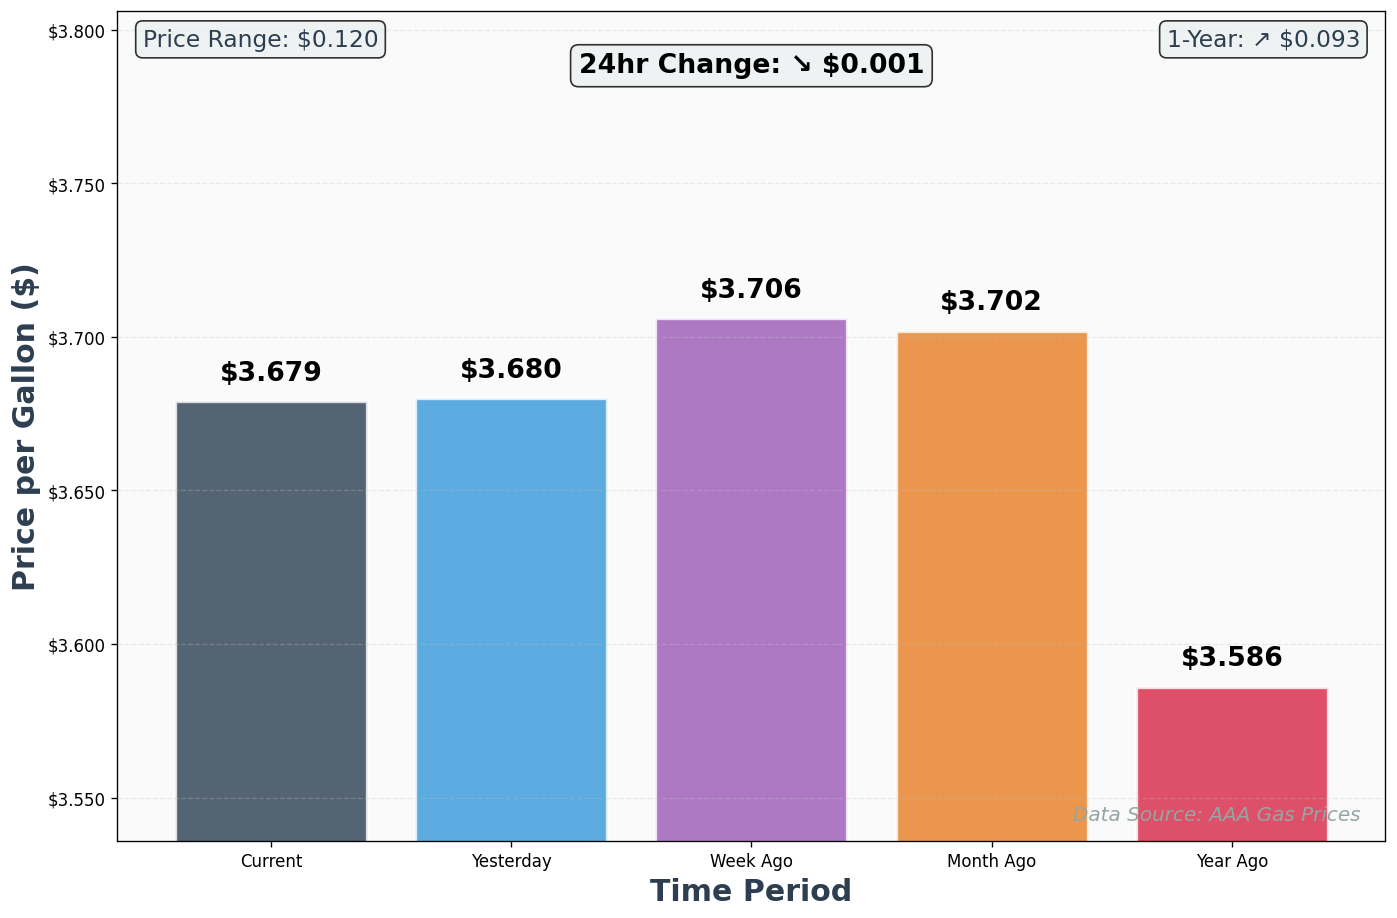 Price Range: $0.120
24hr Change: ↘ $0.001
1-Year: ↗ $0.093
Price per Gallon ($)
$3.800
$3.750
$3.700
$3.650
$3.600
$3.550
$3.679
$3.680
$3.706
$3.702
$3.586
Data Source: AAA Gas Prices
Current
Yesterday
Week Ago
Month Ago
Year Ago
Time Period